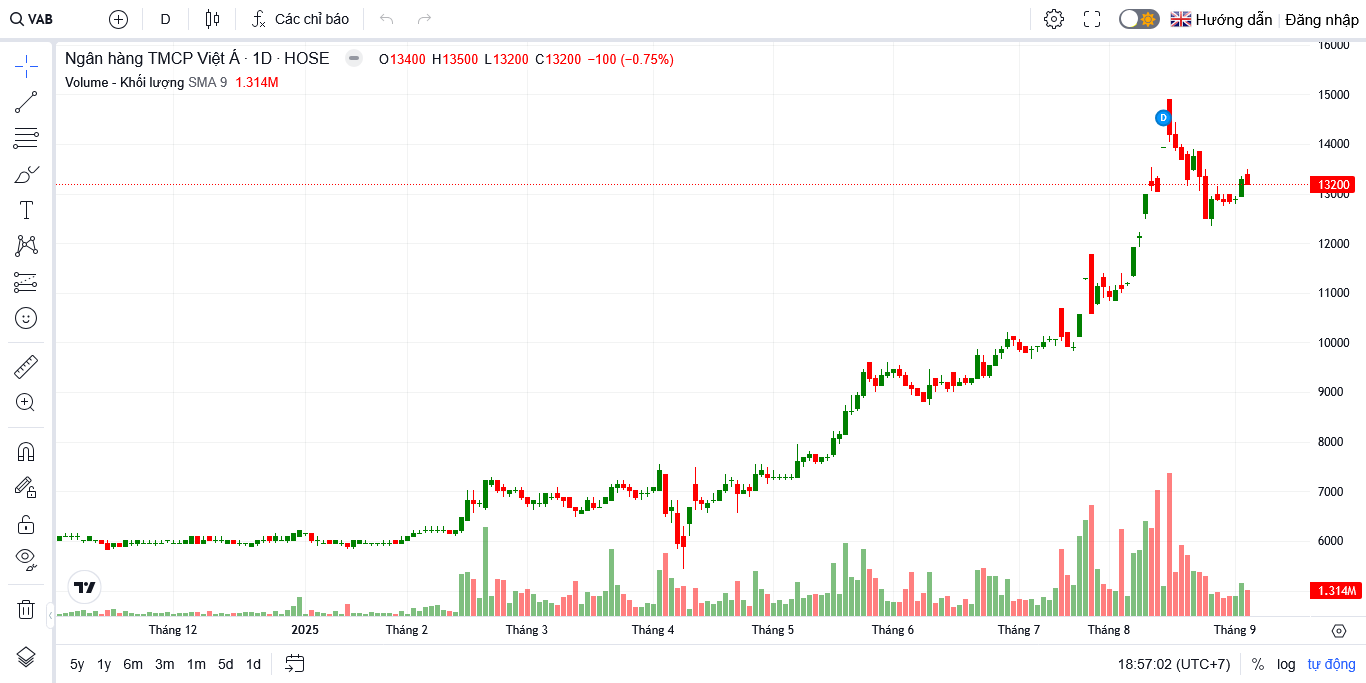 VAB D Các chỉ báo Hướng dẫn Đăng nhập
Ngân hàng TMCP Việt Á · 1D · HOSE O13400 H13500 L13200 C13200 −100 (−0.75%)
Volume - Khối lượng SMA 9 1.314M
16000
15000
D
14000
13200
13000
12000
11000
10000
9000
8000
7000
6000
1.314M
Tháng 12 2025 Tháng 2 Tháng 3 Tháng 4 Tháng 5 Tháng 6 Tháng 7 Tháng 8 Tháng 9
5y 1y 6m 3m 1m 5d 1d 18:57:02 (UTC+7) % log tự động